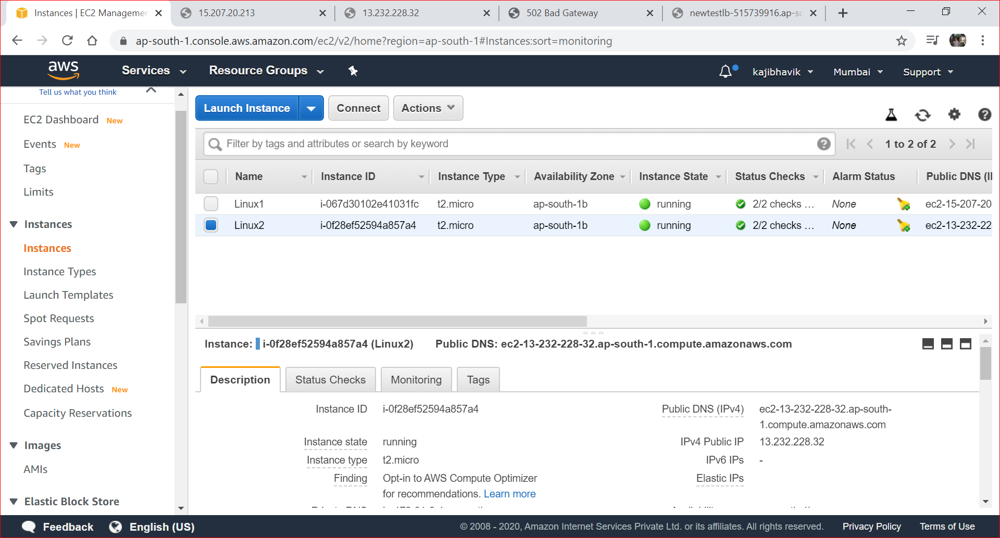 Instances | EC2 Managemen
15.207.20.213
13.232.228.32
502 Bad Gateway
newtestlb-515739916.ap-so
ap-south-1.console.aws.amazon.com/ec2/v2/home?region=ap-south-1#Instances:sort=monitoring
aws
Services
Resource Groups
kajibhavik
Mumbai
Support
Tell us what you think
EC2 Dashboard New
Events New
Tags
Limits
Instances
Instances
Instance Types
Launch Templates
Spot Requests
Savings Plans
Reserved Instances
Dedicated Hosts New
Capacity Reservations
Images
AMIs
Elastic Block Store
Launch Instance
Connect
Actions
Filter by tags and attributes or search by keyword
1 to 2 of 2
Name Instance ID Instance Type Availability Zone Instance State Status Checks Alarm Status Public DNS (I
Linux1 i-067d30102e41031fc t2.micro ap-south-1b running 2/2 checks ... None ec2-15-207-20
Linux2 i-0f28ef52594a857a4 t2.micro ap-south-1b running 2/2 checks ... None ec2-13-232-22
Instance: i-0f28ef52594a857a4 (Linux2) Public DNS: ec2-13-232-228-32.ap-south-1.compute.amazonaws.com
Description
Status Checks
Monitoring
Tags
Instance ID i-0f28ef52594a857a4
Instance state running
Instance type t2.micro
Finding Opt-in to AWS Compute Optimizer
for recommendations. Learn more
Public DNS (IPv4) ec2-13-232-228-32.ap-south-
1.compute.amazonaws.com
IPv4 Public IP 13.232.228.32
IPv6 IPs -
Elastic IPs
Feedback
English (US)
© 2008 - 2020, Amazon Internet Services Private Ltd. or its affiliates. All rights reserved.
Privacy Policy
Terms of Use